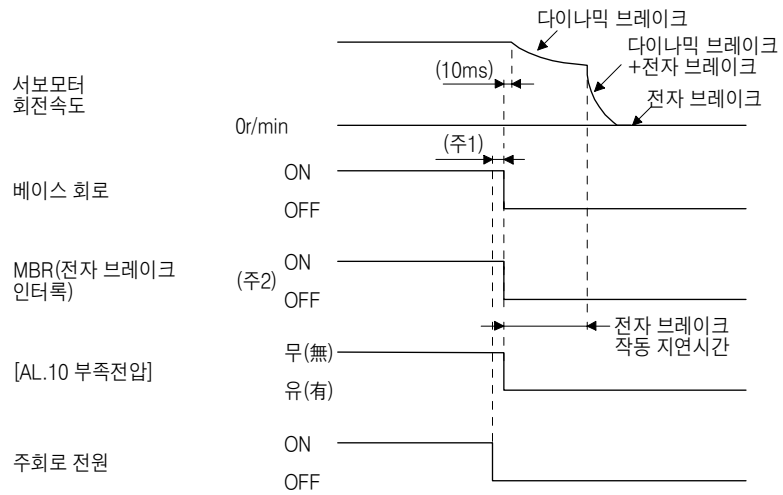 다이나믹 브레이크
다이나믹 브레이크
+전자 브레이크
(10ms)
전자 브레이크
서보모터
회전속도
0r/min
(주1)
베이스 회로
ON
OFF
MBR(전자 브레이크
인터록)
(주2)
ON
OFF
전자 브레이크
작동 지연시간
[AL.10 부족전압]
무(無)
유(有)
주회로 전원
ON
OFF